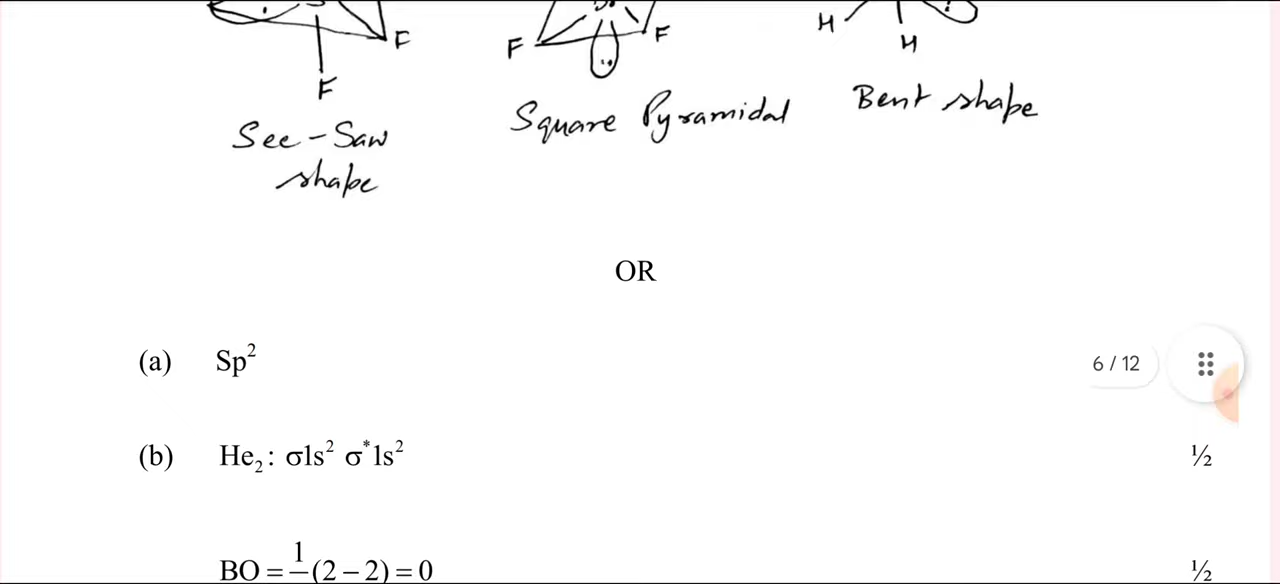 F
F
F
F
H
H
See-Saw
shape
Square Pyramidal
Bent shape
OR
(a) Sp²
6 / 12
(b) He₂: σ1s² σ*1s² ½
BO = 1/‾(2 − 2) = 0 ½